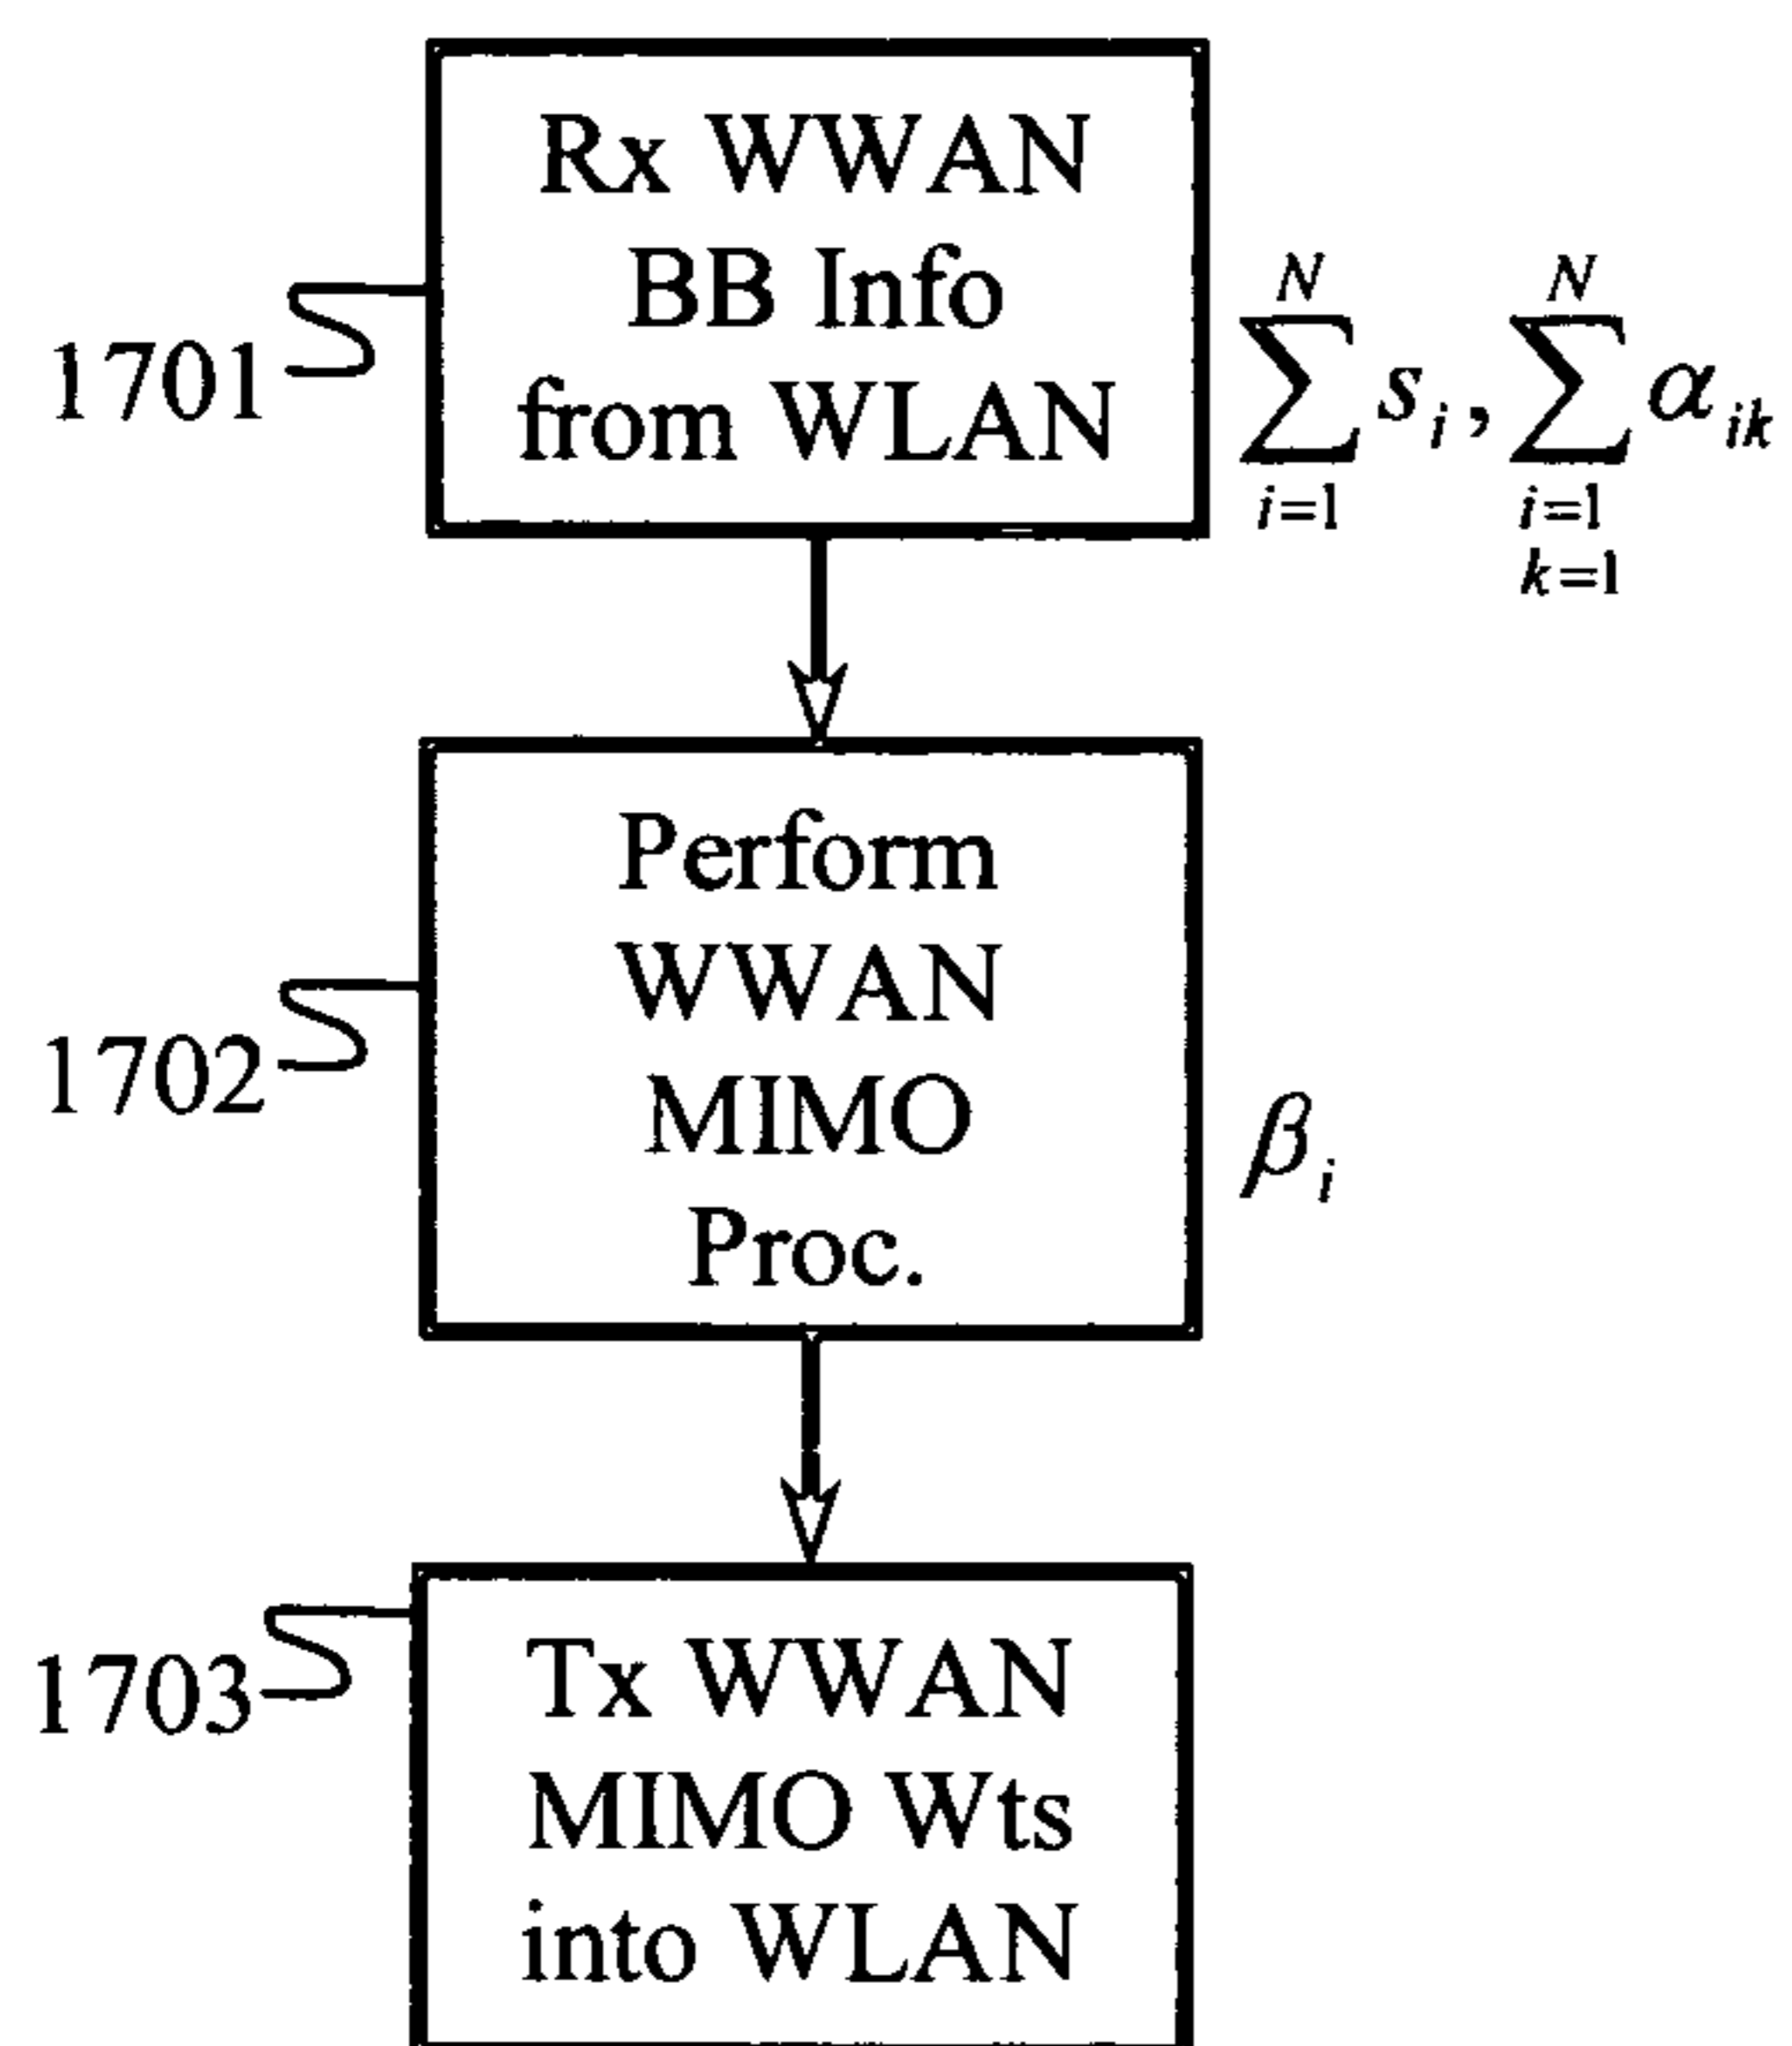 Rx WWAN
BB Info
from WLAN
1701
N N
∑ s_i, ∑ α_ik
i=1 i=1
k=1
Perform
WWAN
MIMO
Proc.
1702
β_i
Tx WWAN
MIMO Wts
into WLAN
1703